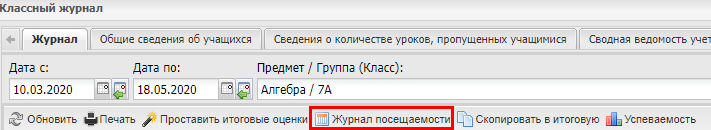 Классный журнал
Журнал Общие сведения об учащихся Сведения о количестве уроков, пропущенных учащимися Сводная ведомость учет
Дата с: Дата по: Предмет / Группа (Класс):
10.03.2020 18.05.2020 Алгебра / 7А
Обновить Печать Проставить итоговые оценки Журнал посещаемости Скопировать в итоговую Успеваемость